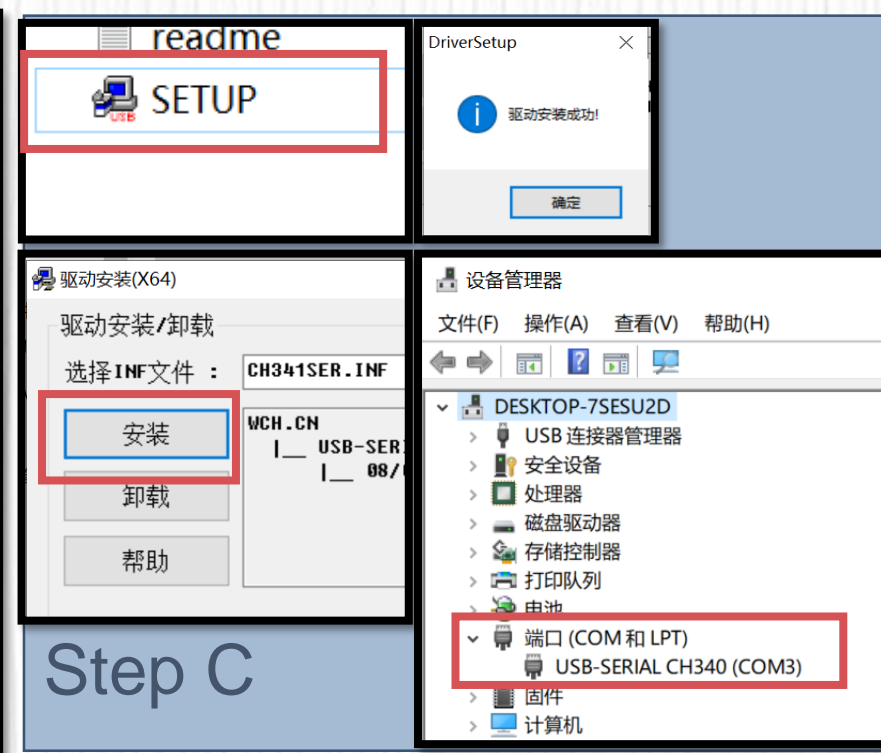 readme
SETUP
USB
DriverSetup
驱动安装成功!
确定
驱动安装(X64)
驱动安装/卸载
选择INF文件 :
CH341SER.INF
安装
卸载
帮助
WCH.CN
|__ USB-SER
|__ 08/
设备管理器
文件(F) 操作(A) 查看(V) 帮助(H)
DESKTOP-7SESU2D
USB 连接器管理器
安全设备
处理器
磁盘驱动器
存储控制器
打印队列
电池
端口 (COM 和 LPT)
USB-SERIAL CH340 (COM3)
固件
计算机
Step C